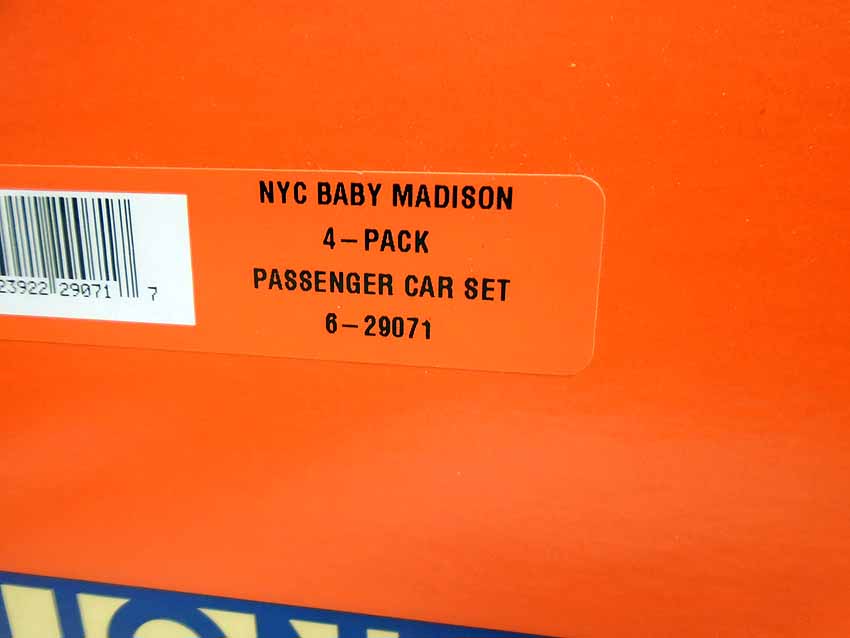 NYC BABY MADISON
4-PACK
PASSENGER CAR SET
6-29071
23922 29071 7